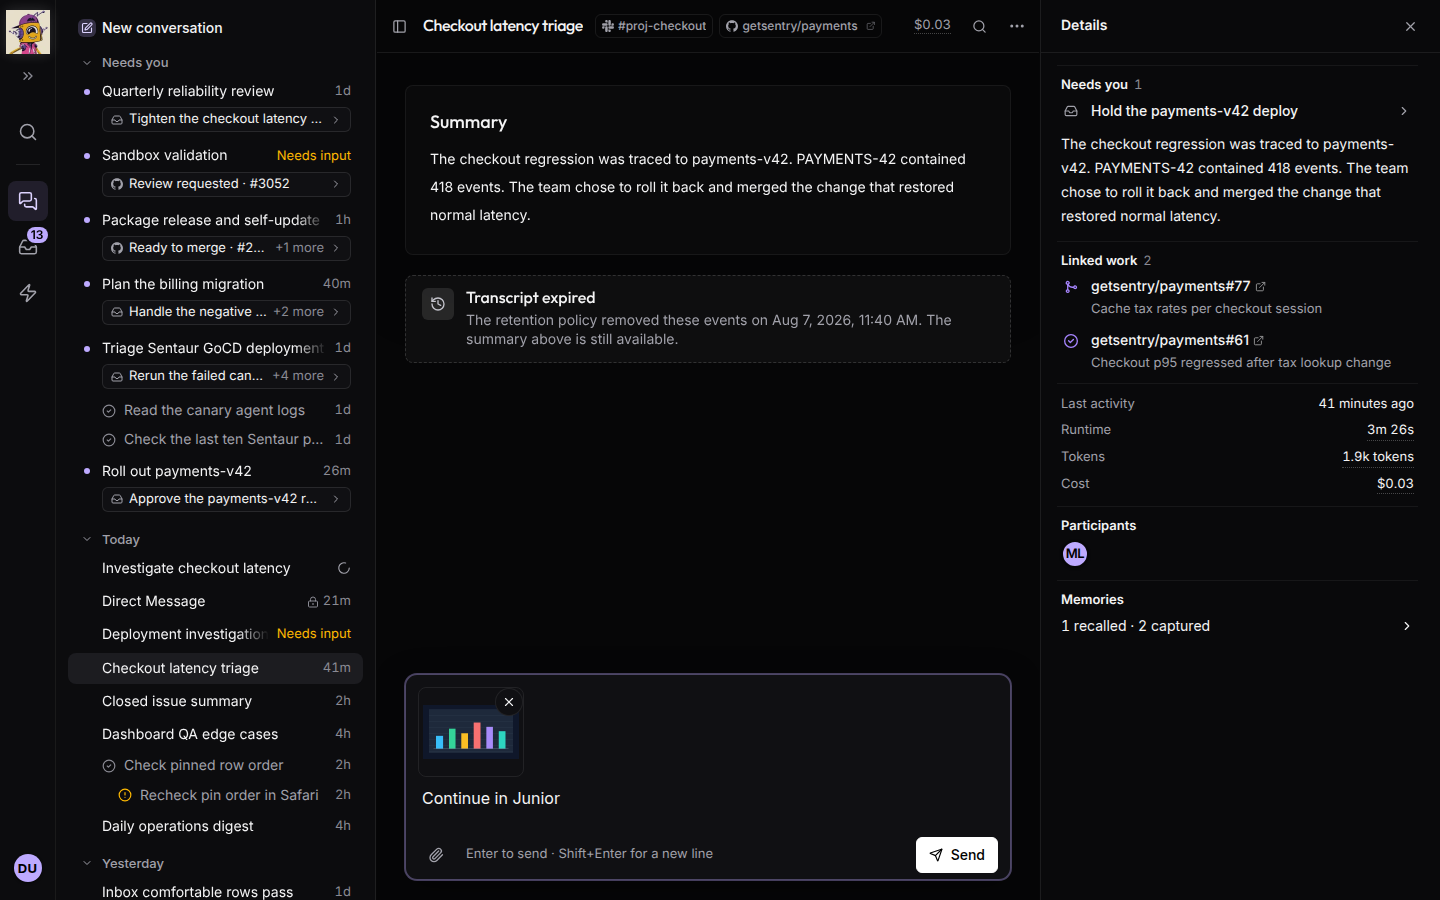 New conversation
Needs you
Quarterly reliability review 1d
Tighten the checkout latency ...
Sandbox validation Needs input
Review requested · #3052
Package release and self-update 1h
Ready to merge · #2... +1 more
Plan the billing migration 40m
Handle the negative ... +2 more
Triage Sentaur GoCD deployment 1d
Rerun the failed can... +4 more
Read the canary agent logs 1d
Check the last ten Sentaur p... 1d
Roll out payments-v42 26m
Approve the payments-v42 r...
Today
Investigate checkout latency
Direct Message 21m
Deployment investigation Needs input
Checkout latency triage 41m
Closed issue summary 2h
Dashboard QA edge cases 4h
Check pinned row order 2h
Recheck pin order in Safari 2h
Daily operations digest 4h
Yesterday
Inbox comfortable rows pass 1d
13
DU
Checkout latency triage #proj-checkout getsentry/payments $0.03
Summary
The checkout regression was traced to payments-v42. PAYMENTS-42 contained
418 events. The team chose to roll it back and merged the change that restored
normal latency.
Transcript expired
The retention policy removed these events on Aug 7, 2026, 11:40 AM. The
summary above is still available.
Continue in Junior
Enter to send · Shift+Enter for a new line
Send
Details
Needs you 1
Hold the payments-v42 deploy
The checkout regression was traced to payments-
v42. PAYMENTS-42 contained 418 events. The team
chose to roll it back and merged the change that
restored normal latency.
Linked work 2
getsentry/payments#77
Cache tax rates per checkout session
getsentry/payments#61
Checkout p95 regressed after tax lookup change
Last activity 41 minutes ago
Runtime 3m 26s
Tokens 1.9k tokens
Cost $0.03
Participants
ML
Memories
1 recalled · 2 captured